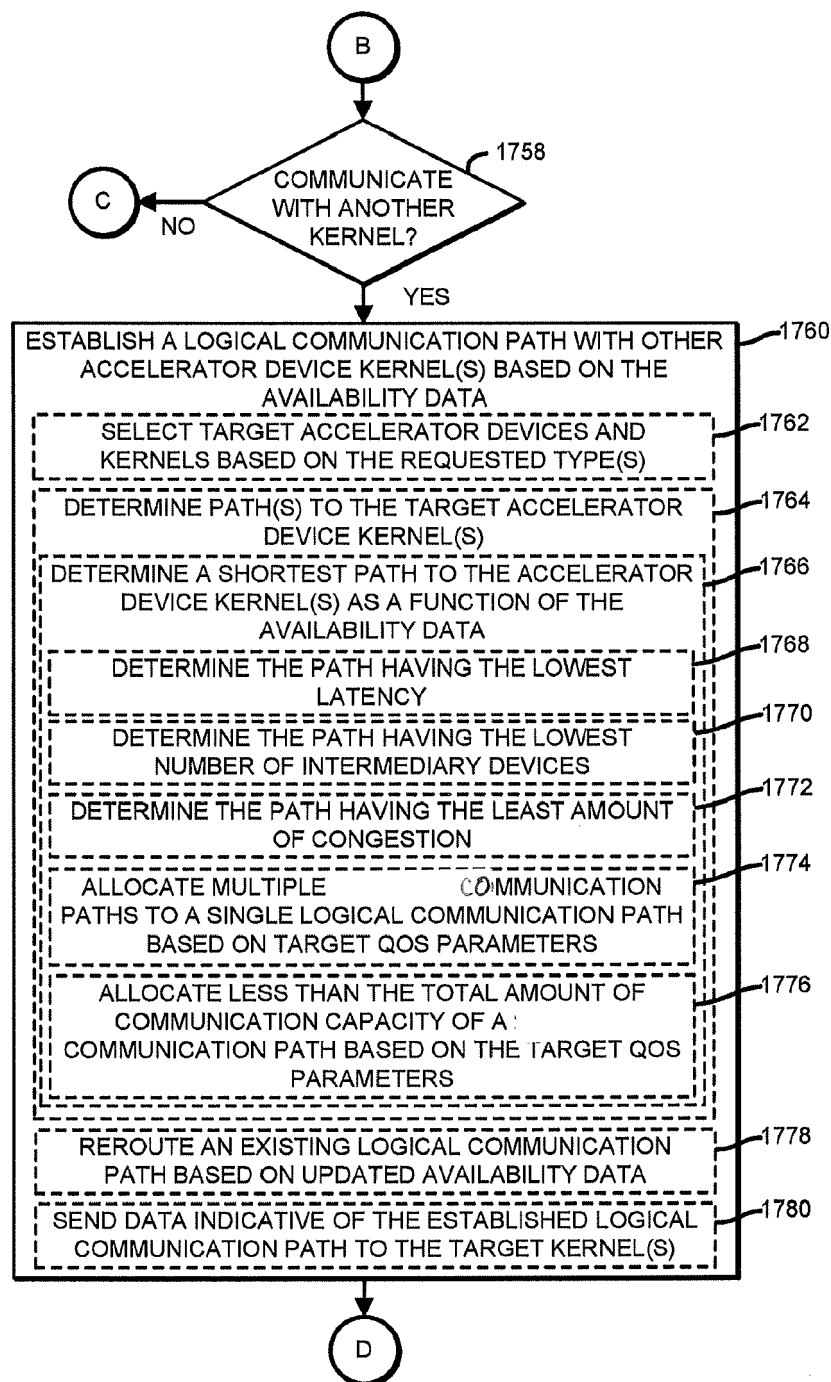 B
1758
COMMUNICATE
WITH ANOTHER
KERNEL?
C
NO
YES
1760
ESTABLISH A LOGICAL COMMUNICATION PATH WITH OTHER
ACCELERATOR DEVICE KERNEL(S) BASED ON THE
AVAILABILITY DATA
1762
SELECT TARGET ACCELERATOR DEVICES AND
KERNELS BASED ON THE REQUESTED TYPE(S)
1764
DETERMINE PATH(S) TO THE TARGET ACCELERATOR
DEVICE KERNEL(S)
1766
DETERMINE A SHORTEST PATH TO THE ACCELERATOR
DEVICE KERNEL(S) AS A FUNCTION OF THE
AVAILABILITY DATA
1768
DETERMINE THE PATH HAVING THE LOWEST
LATENCY
1770
DETERMINE THE PATH HAVING THE LOWEST
NUMBER OF INTERMEDIARY DEVICES
1772
DETERMINE THE PATH HAVING THE LEAST AMOUNT
OF CONGESTION
1774
ALLOCATE MULTIPLE COMMUNICATION
PATHS TO A SINGLE LOGICAL COMMUNICATION PATH
BASED ON TARGET QOS PARAMETERS
1776
ALLOCATE LESS THAN THE TOTAL AMOUNT OF
COMMUNICATION CAPACITY OF A
COMMUNICATION PATH BASED ON THE TARGET QOS
PARAMETERS
1778
REROUTE AN EXISTING LOGICAL COMMUNICATION
PATH BASED ON UPDATED AVAILABILITY DATA
1780
SEND DATA INDICATIVE OF THE ESTABLISHED LOGICAL
COMMUNICATION PATH TO THE TARGET KERNEL(S)
D